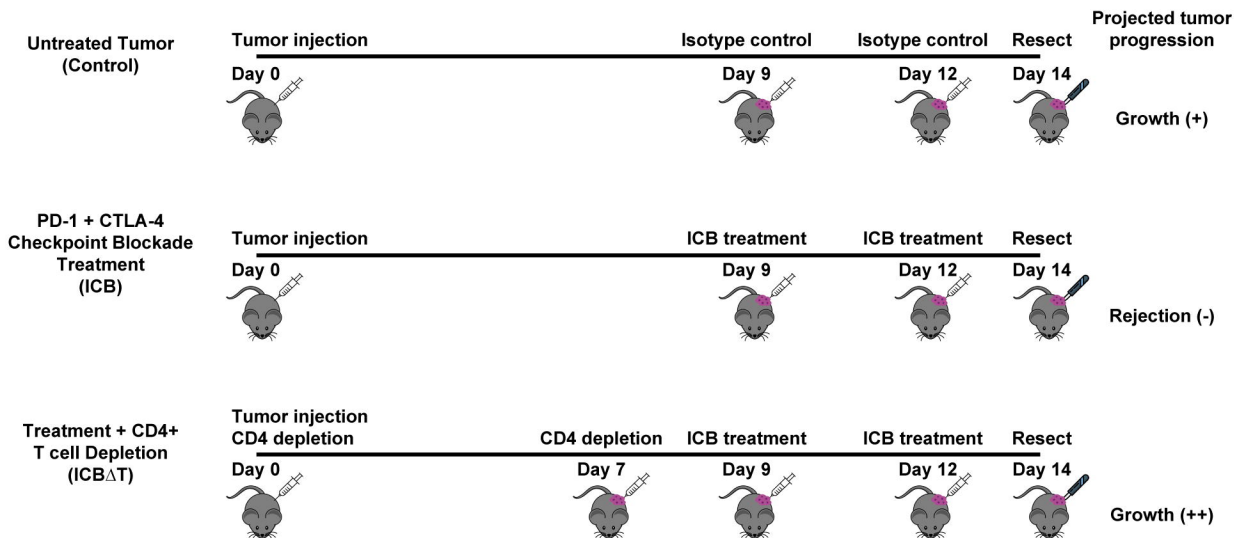 Projected tumor
progression
Untreated Tumor
(Control)
Tumor injection
Isotype control
Isotype control
Resect
Day 0
Day 9
Day 12
Day 14
Growth (+)
PD-1 + CTLA-4
Checkpoint Blockade
Treatment
(ICB)
Tumor injection
ICB treatment
ICB treatment
Resect
Day 0
Day 9
Day 12
Day 14
Rejection (-)
Treatment + CD4+
T cell Depletion
(ICBΔT)
Tumor injection
CD4 depletion
CD4 depletion
ICB treatment
ICB treatment
Resect
Day 0
Day 7
Day 9
Day 12
Day 14
Growth (++)